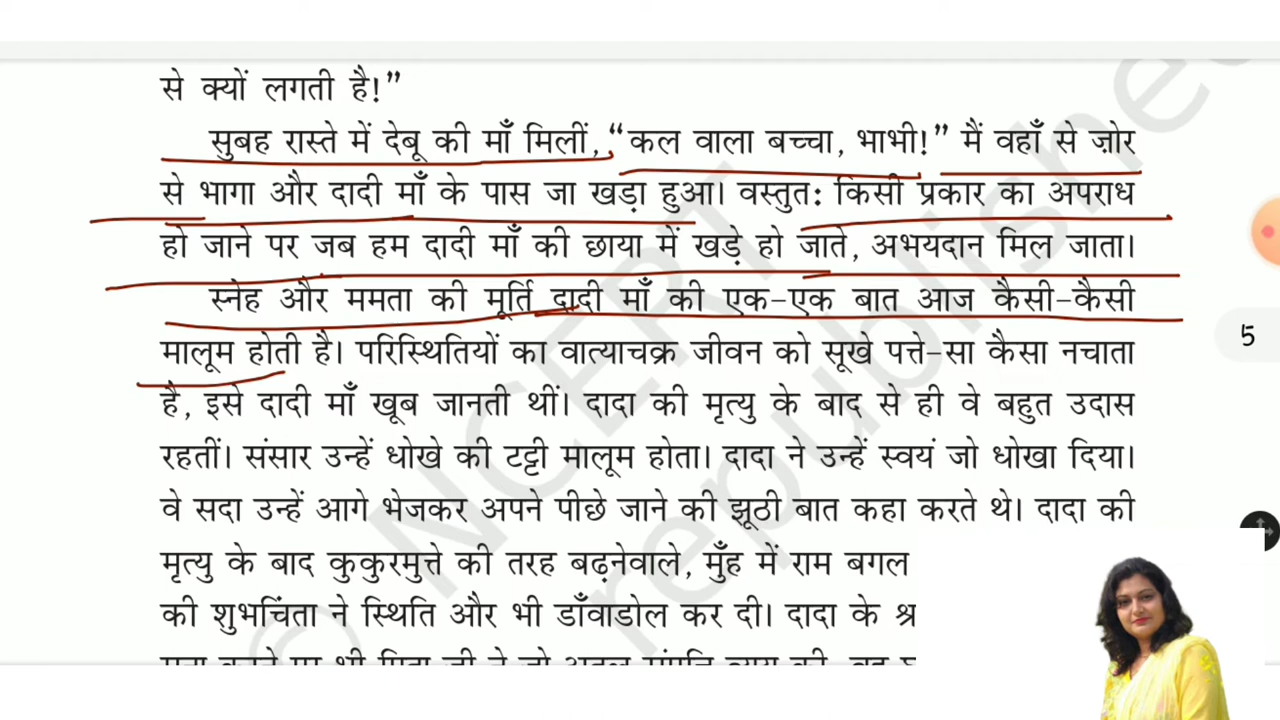 से क्यों लगती है!”
सुबह रास्ते में देबू की माँ मिलीं, “कल वाला बच्चा, भाभी!” मैं वहाँ से ज़ोर
से भागा और दादी माँ के पास जा खड़ा हुआ। वस्तुत: किसी प्रकार का अपराध
हो जाने पर जब हम दादी माँ की छाया में खड़े हो जाते, अभयदान मिल जाता।
स्नेह और ममता की मूर्ति दादी माँ की एक-एक बात आज कैसी-कैसी
मालूम होती है। परिस्थितियों का वात्याचक्र जीवन को सूखे पत्ते-सा कैसा नचाता
है, इसे दादी माँ खूब जानती थीं। दादा की मृत्यु के बाद से ही वे बहुत उदास
रहतीं। संसार उन्हें धोखे की टट्टी मालूम होता। दादा ने उन्हें स्वयं जो धोखा दिया।
वे सदा उन्हें आगे भेजकर अपने पीछे जाने की झूठी बात कहा करते थे। दादा की
मृत्यु के बाद कुकुरमुत्ते की तरह बढ़नेवाले, मुँह में राम बगल
की शुभचिंता ने स्थिति और भी डाँवाडोल कर दी। दादा के श्र
5
© NCERT
republishe